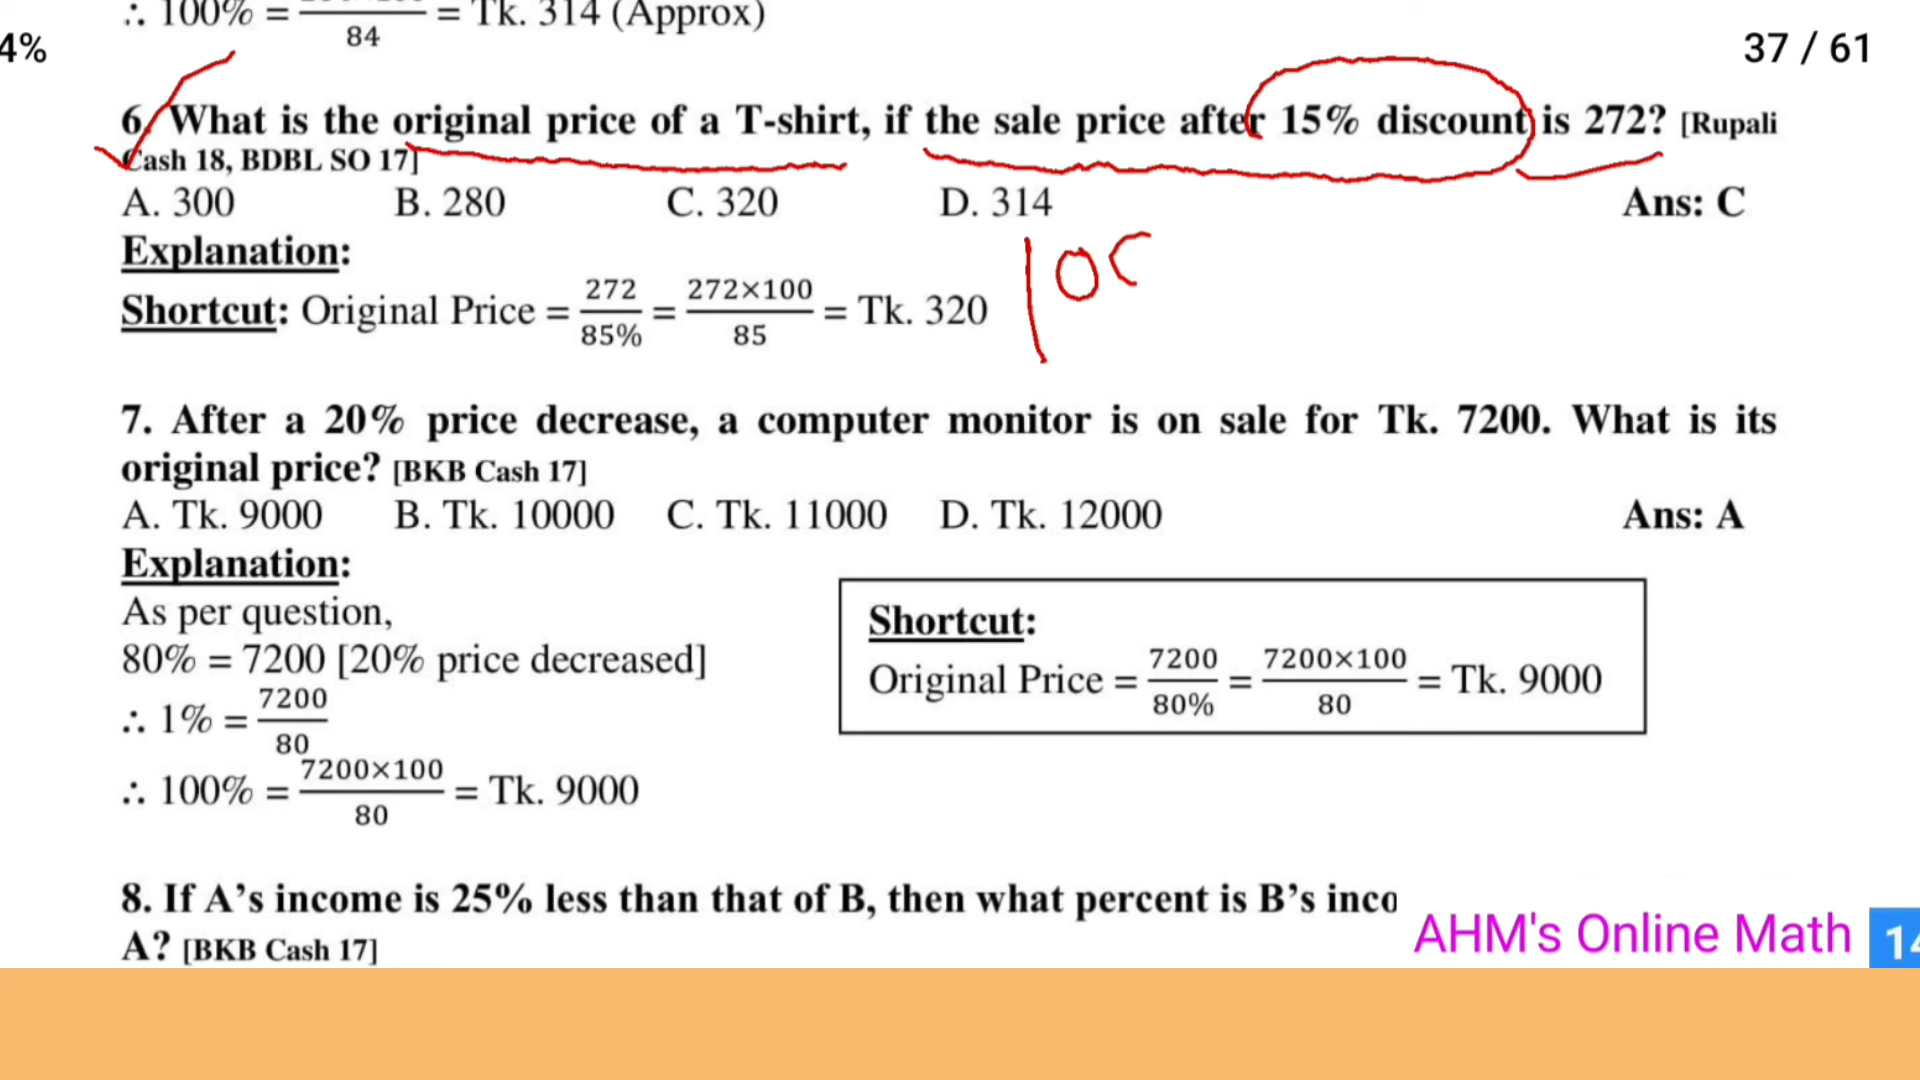 ∴ 100% = ‾84 = Tk. 314 (Approx)
4%
37 / 61
6. What is the original price of a T-shirt, if the sale price after 15% discount is 272? [Rupali
Cash 18, BDBL SO 17]
A. 300 B. 280 C. 320 D. 314 Ans: C
Explanation:
Shortcut: Original Price = 272/85% = 272×100/85 = Tk. 320
10
7. After a 20% price decrease, a computer monitor is on sale for Tk. 7200. What is its
original price? [BKB Cash 17]
A. Tk. 9000 B. Tk. 10000 C. Tk. 11000 D. Tk. 12000 Ans: A
Explanation:
As per question,
80% = 7200 [20% price decreased]
∴ 1% = 7200/80
∴ 100% = 7200×100/80 = Tk. 9000
Shortcut:
Original Price = 7200/80% = 7200×100/80 = Tk. 9000
8. If A’s income is 25% less than that of B, then what percent is B’s inco
A? [BKB Cash 17]
AHM's Online Math
14